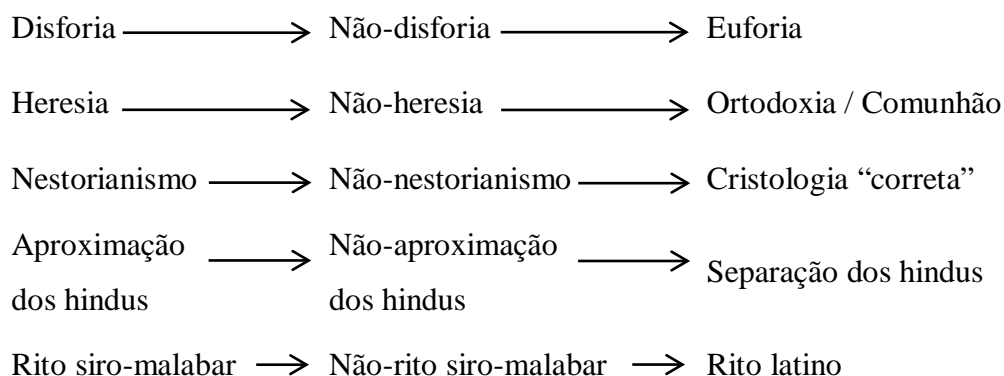 Disforia → Não-disforia → Euforia
Heresia → Não-heresia → Ortodoxia / Comunhão
Nestorianismo → Não-nestorianismo → Cristologia “correta”
Aproximação dos hindus → Não-aproximação dos hindus → Separação dos hindus
Rito siro-malabar → Não-rito siro-malabar → Rito latino